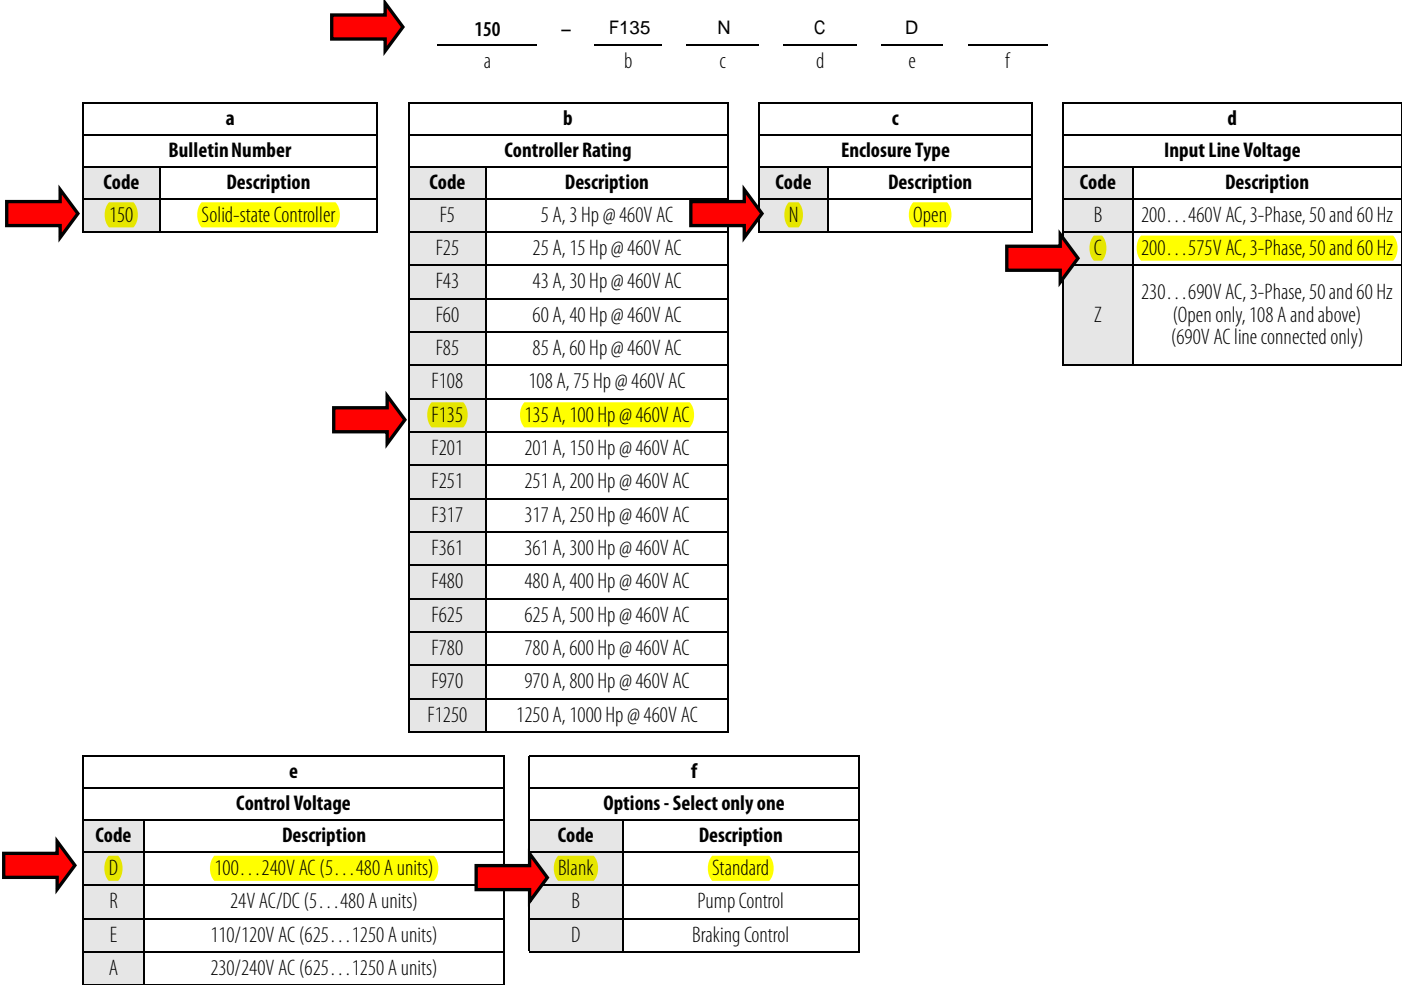 150 – F135 N C D
a b c d e f
a
Bulletin Number
Code Description
150 Solid-state Controller
b
Controller Rating
Code Description
F5 5 A, 3 Hp @ 460V AC
F25 25 A, 15 Hp @ 460V AC
F43 43 A, 30 Hp @ 460V AC
F60 60 A, 40 Hp @ 460V AC
F85 85 A, 60 Hp @ 460V AC
F108 108 A, 75 Hp @ 460V AC
F135 135 A, 100 Hp @ 460V AC
F201 201 A, 150 Hp @ 460V AC
F251 251 A, 200 Hp @ 460V AC
F317 317 A, 250 Hp @ 460V AC
F361 361 A, 300 Hp @ 460V AC
F480 480 A, 400 Hp @ 460V AC
F625 625 A, 500 Hp @ 460V AC
F780 780 A, 600 Hp @ 460V AC
F970 970 A, 800 Hp @ 460V AC
F1250 1250 A, 1000 Hp @ 460V AC
c
Enclosure Type
Code Description
N Open
d
Input Line Voltage
Code Description
B 200...460V AC, 3-Phase, 50 and 60 Hz
C 200...575V AC, 3-Phase, 50 and 60 Hz
Z 230...690V AC, 3-Phase, 50 and 60 Hz
(Open only, 108 A and above)
(690V AC line connected only)
e
Control Voltage
Code Description
D 100...240V AC (5...480 A units)
R 24V AC/DC (5...480 A units)
E 110/120V AC (625...1250 A units)
A 230/240V AC (625...1250 A units)
f
Options - Select only one
Code Description
Blank Standard
B Pump Control
D Braking Control